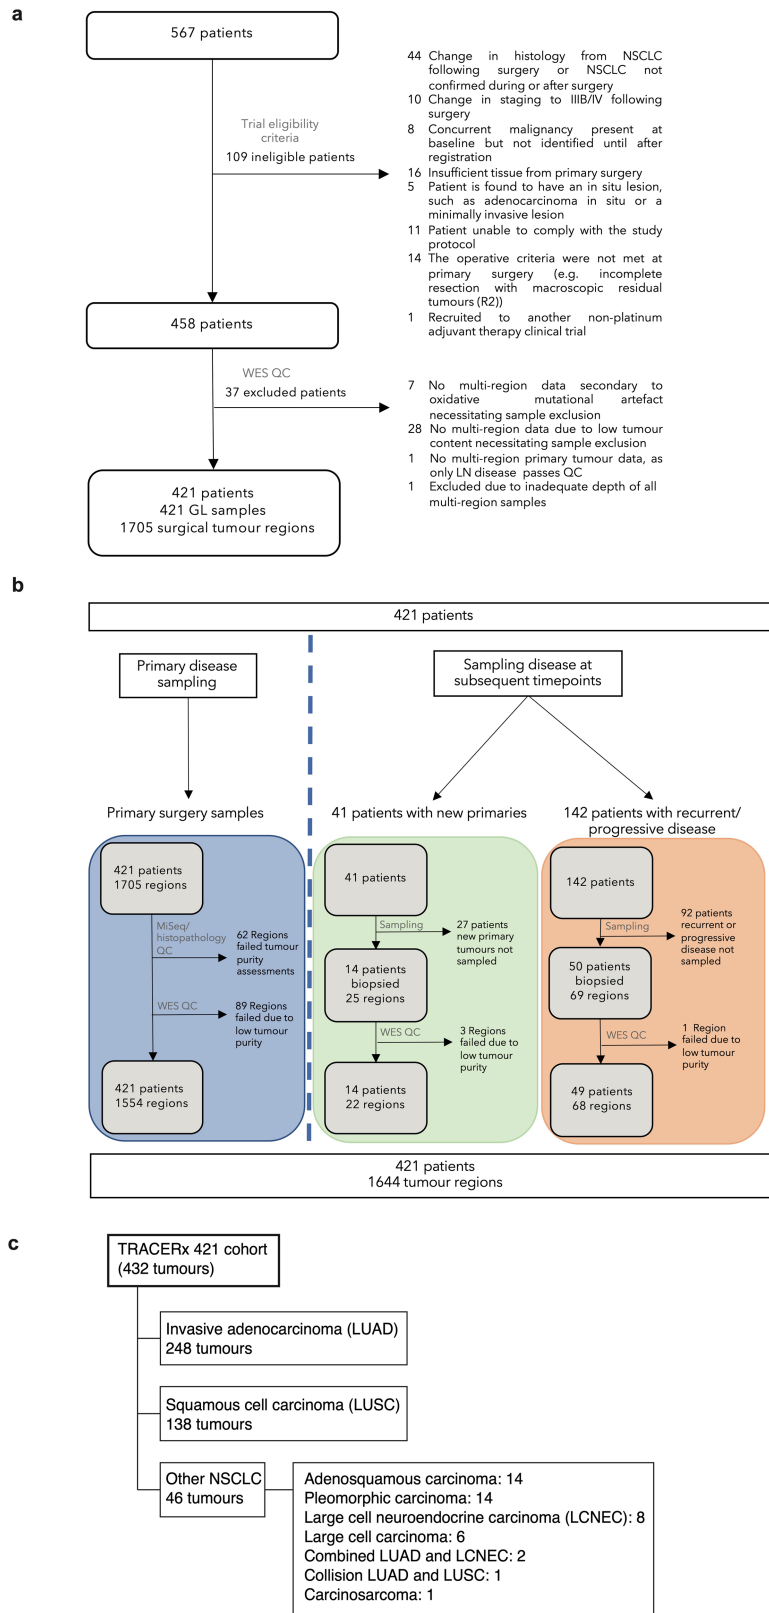 a
567 patients
Trial eligibility
criteria
109 ineligible patients
44 Change in histology from NSCLC
following surgery or NSCLC not
confirmed during or after surgery
10 Change in staging to IIIB/IV following
surgery
8 Concurrent malignancy present at
baseline but not identified until after
registration
16 Insufficient tissue from primary surgery
5 Patient is found to have an in situ lesion,
such as adenocarcinoma in situ or a
minimally invasive lesion
11 Patient unable to comply with the study
protocol
14 The operative criteria were not met at
primary surgery (e.g. incomplete
resection with macroscopic residual
tumours (R2))
1 Recruited to another non-platinum
adjuvant therapy clinical trial
458 patients
WES QC
37 excluded patients
7 No multi-region data secondary to
oxidative mutational artefact
necessitating sample exclusion
28 No multi-region data due to low tumour
content necessitating sample exclusion
1 No multi-region primary tumour data, as
only LN disease passes QC
1 Excluded due to inadequate depth of all
multi-region samples
421 patients
421 GL samples
1705 surgical tumour regions
b
421 patients
Primary disease
sampling
Sampling disease at
subsequent timepoints
Primary surgery samples
41 patients with new primaries
142 patients with recurrent/
progressive disease
421 patients
1705 regions
MiSeq/
histopathology
QC
62 Regions
failed tumour
purity
assessments
WES QC
89 Regions
failed due to
low tumour
purity
421 patients
1554 regions
41 patients
Sampling
27 patients
new primary
tumours not
sampled
14 patients
biopsied
25 regions
WES QC
3 Regions
failed due to
low tumour
purity
14 patients
22 regions
142 patients
Sampling
92 patients
recurrent or
progressive
disease not
sampled
50 patients
biopsied
69 regions
WES QC
1 Region
failed due to
low tumour
purity
49 patients
68 regions
421 patients
1644 tumour regions
c
TRACERx 421 cohort
(432 tumours)
Invasive adenocarcinoma (LUAD)
248 tumours
Squamous cell carcinoma (LUSC)
138 tumours
Other NSCLC
46 tumours
Adenosquamous carcinoma: 14
Pleomorphic carcinoma: 14
Large cell neuroendocrine carcinoma (LCNEC): 8
Large cell carcinoma: 6
Combined LUAD and LCNEC: 2
Collision LUAD and LUSC: 1
Carcinosarcoma: 1